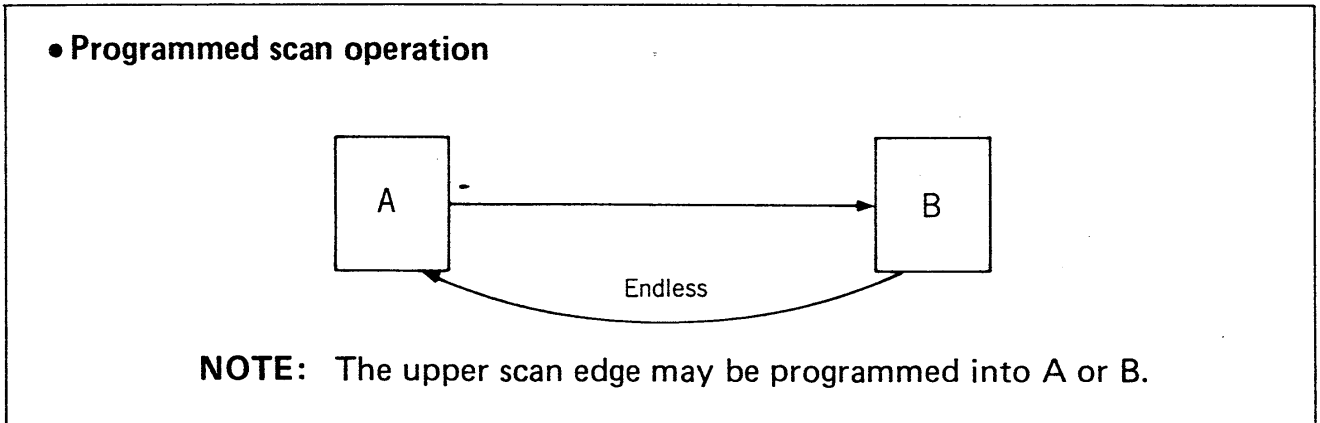 • Programmed scan operation
A
B
Endless
NOTE: The upper scan edge may be programmed into A or B.